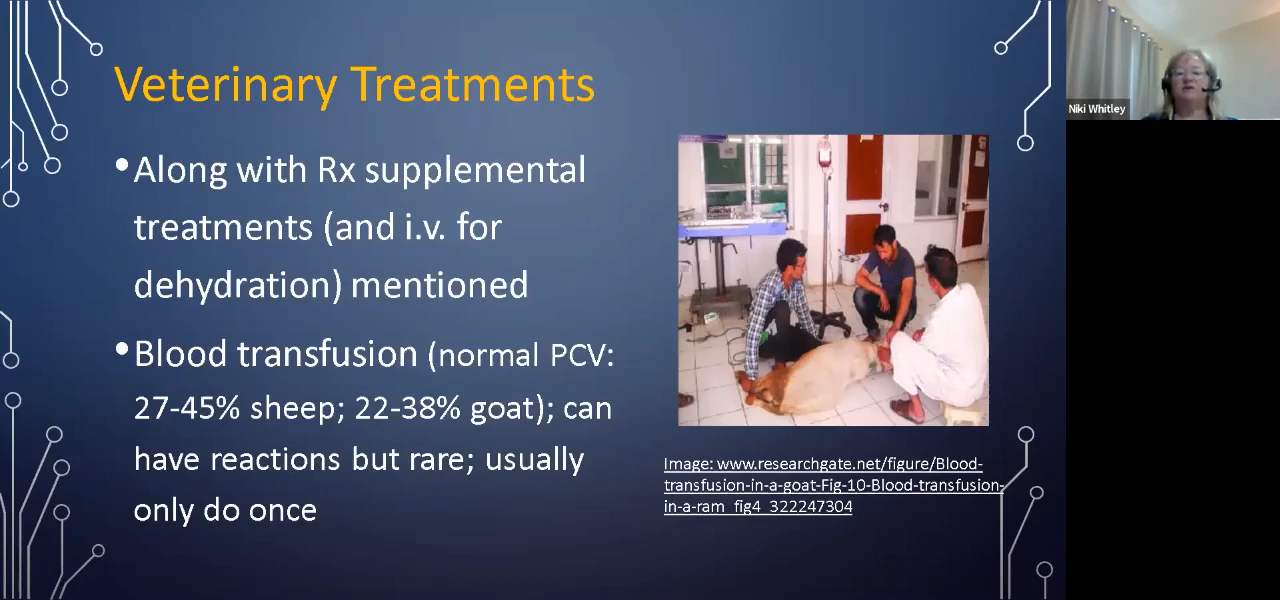 Veterinary Treatments
•Along with Rx supplemental
treatments (and i.v. for
dehydration) mentioned
•Blood transfusion (normal PCV:
27-45% sheep; 22-38% goat); can
have reactions but rare; usually
only do once
Image: www.researchgate.net/figure/Blood-
transfusion-in-a-goat-Fig-10-Blood-transfusion-
in-a-ram_fig4_322247304
Niki Whitley